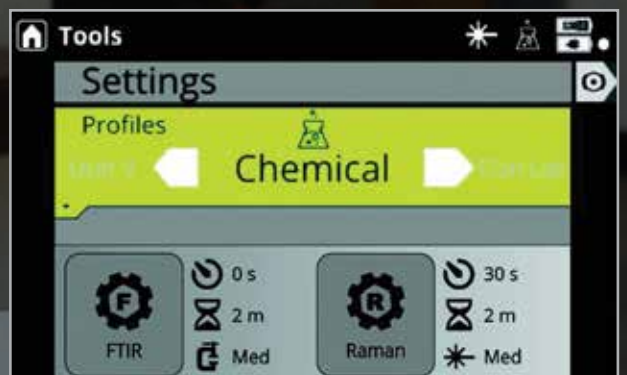 Tools
Settings
Profiles
Chemical
F
0 s
2 m
FTIR
Med
R
30 s
2 m
Raman
Med